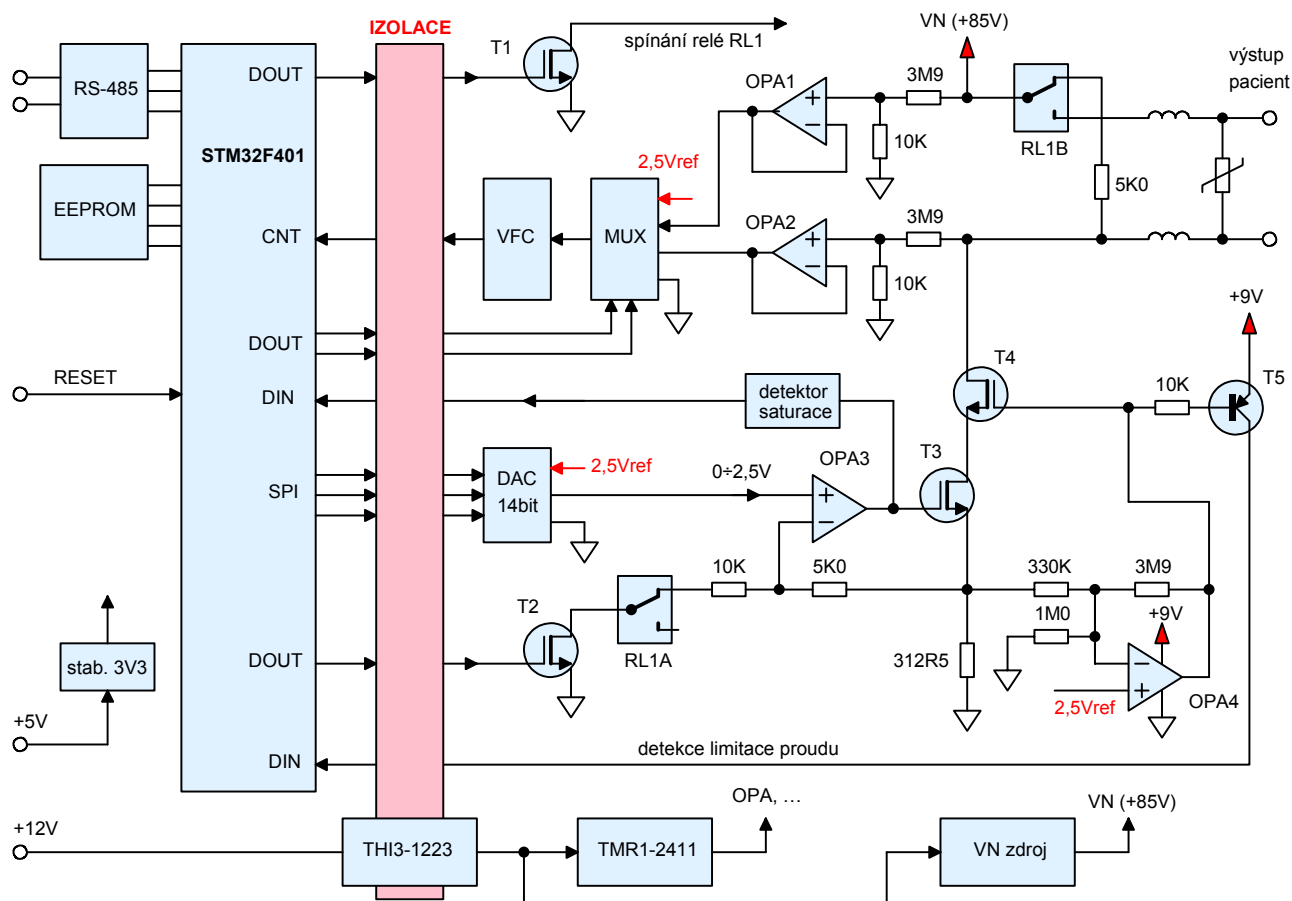 IZOLACE
VN (+85V)
T1
spínání relé RL1
výstup
pacient
RS-485
DOUT
OPA1
3M9
STM32F401
10K
RL1B
2,5Vref
5K0
EEPROM
CNT
VFC
MUX
OPA2
3M9
10K
+9V
DOUT
T4
RESET
DIN
detektor
saturace
10K
T5
OPA3
T3
SPI
DAC
14bit
2,5Vref
0÷2,5V
10K
5K0
330K
3M9
T2
1M0
+9V
stab. 3V3
DOUT
RL1A
312R5
2,5Vref
OPA4
+5V
DIN
detekce limitace proudu
OPA, …
VN (+85V)
+12V
THI3-1223
TMR1-2411
VN zdroj